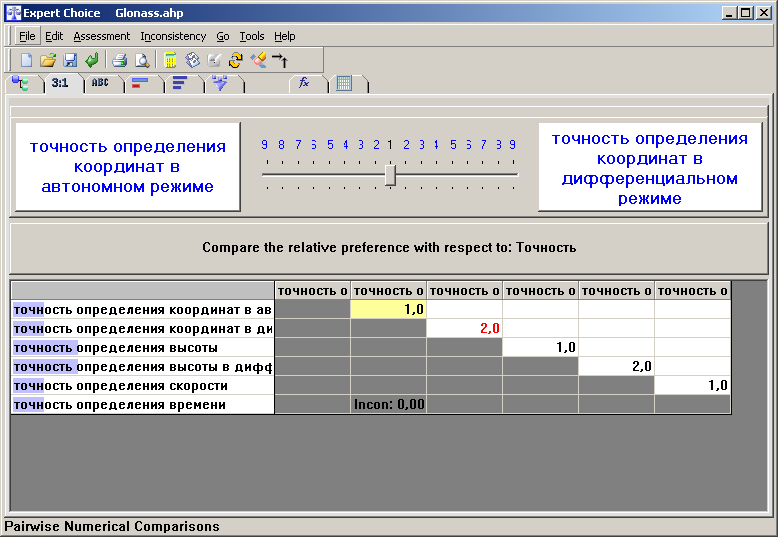 Expert Choice Glonass.ahp
File Edit Assessment Inconsistency Go Tools Help
3:1 ABC fx
точность определения
координат в
автономном режиме
9 8 7 6 5 4 3 2 1 2 3 4 5 6 7 8 9
точность определения
координат в
дифференциальном
режиме
Compare the relative preference with respect to: Точность
точность о точность о точность о точность о точность о точность о
точность определения координат в ав 1,0
точность определения координат в ди 2,0
точность определения высоты 1,0
точность определения высоты в дифф 2,0
точность определения скорости 1,0
точность определения времени Incon: 0,00
Pairwise Numerical Comparisons